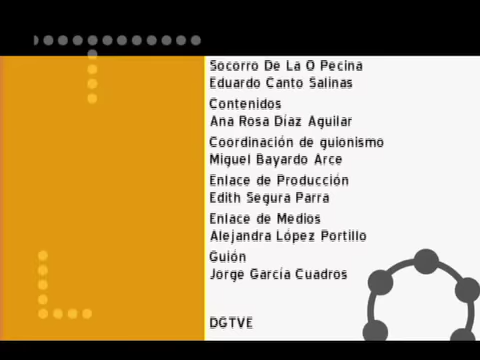 Socorro De La O Pecina
Eduardo Canto Salinas
Contenidos
Ana Rosa Díaz Aguilar
Coordinación de guionismo
Miguel Bayardo Arce
Enlace de Producción
Edith Segura Parra
Enlace de Medios
Alejandra López Portillo
Guión
Jorge García Cuadros
DGTVE